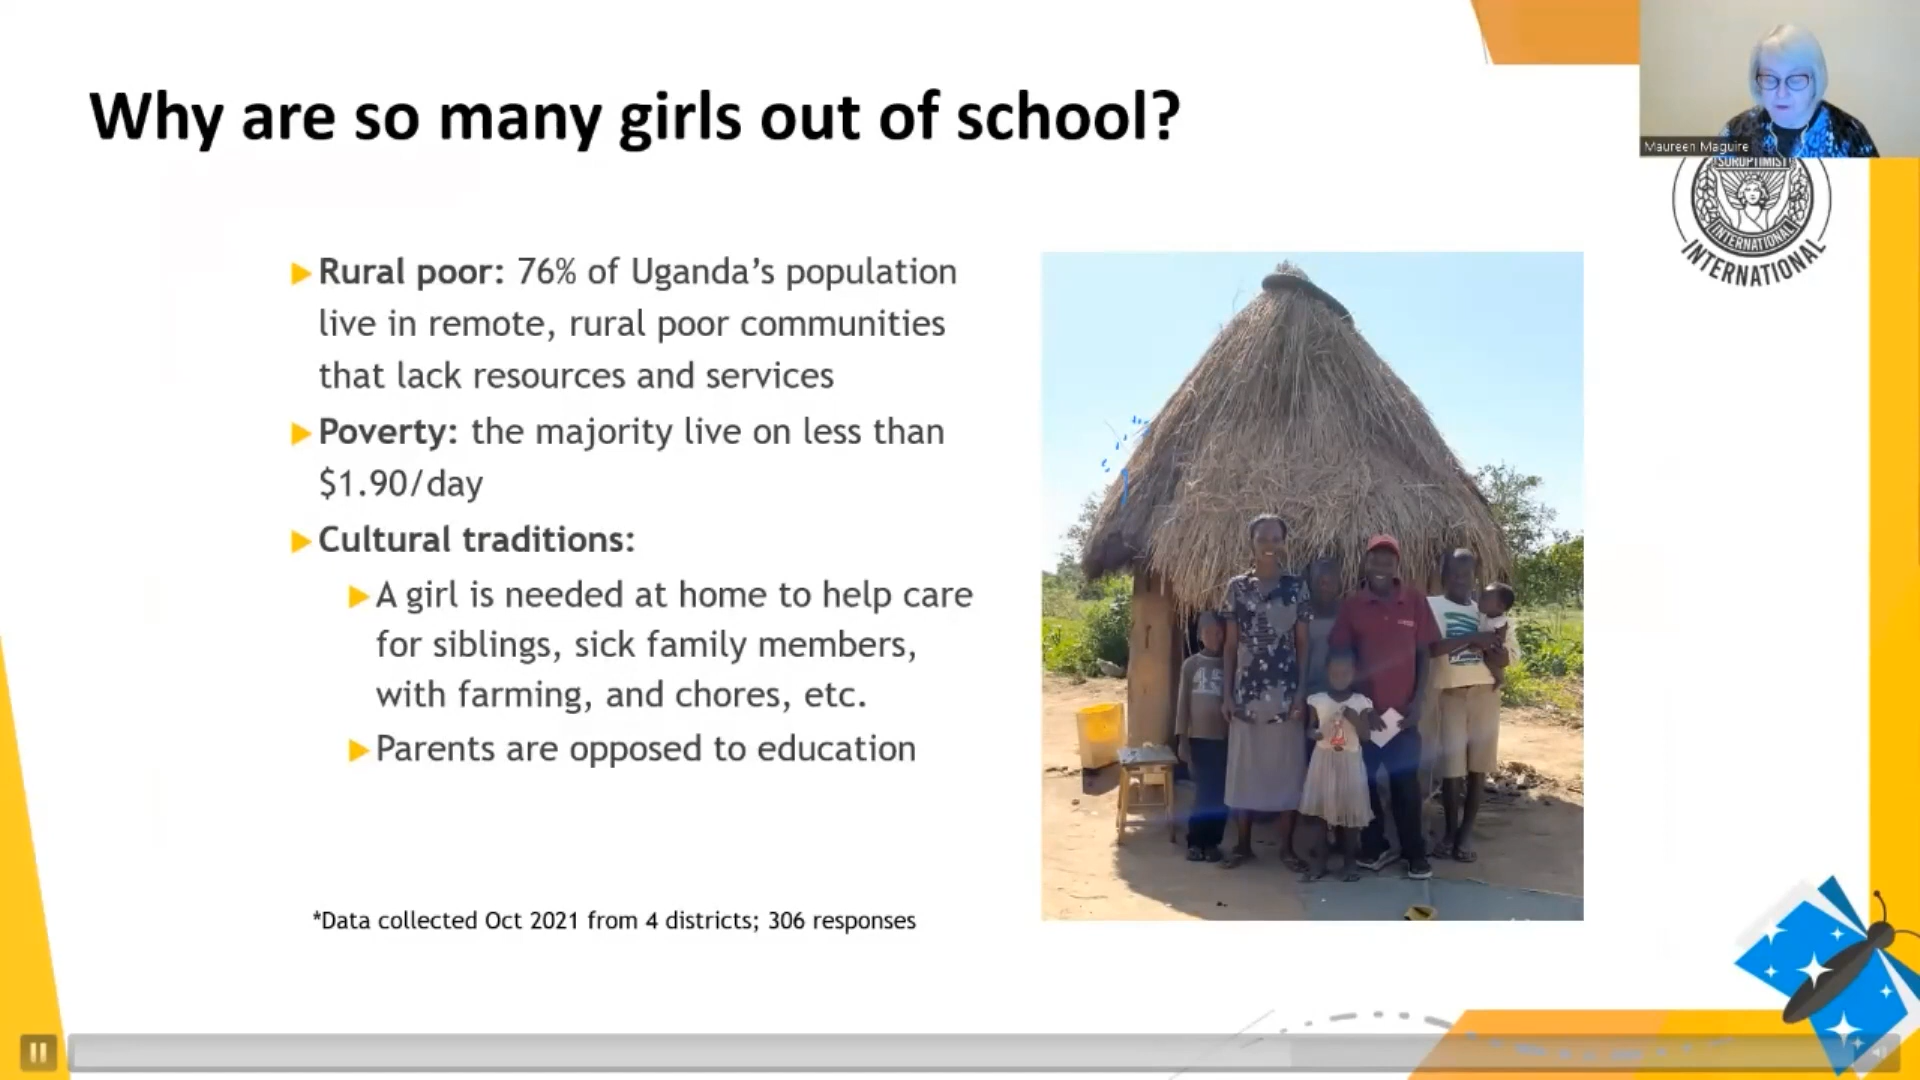 Why are so many girls out of school?
Maureen Maguire
SOROPTIMIST
INTERNATIONAL
INTERNATIONAL
Rural poor: 76% of Uganda’s population
live in remote, rural poor communities
that lack resources and services
Poverty: the majority live on less than
$1.90/day
Cultural traditions:
A girl is needed at home to help care
for siblings, sick family members,
with farming, and chores, etc.
Parents are opposed to education
*Data collected Oct 2021 from 4 districts; 306 responses